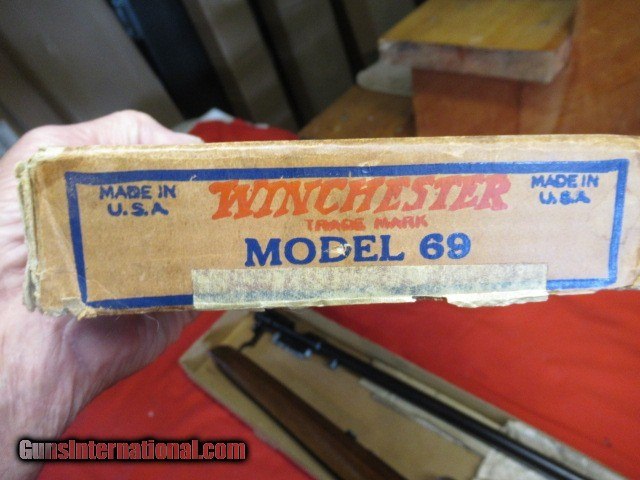 MADE IN
U.S.A.
WINCHESTER
TRADE MARK
MODEL 69
MADE IN
U.S.A.
GunsInternational.com